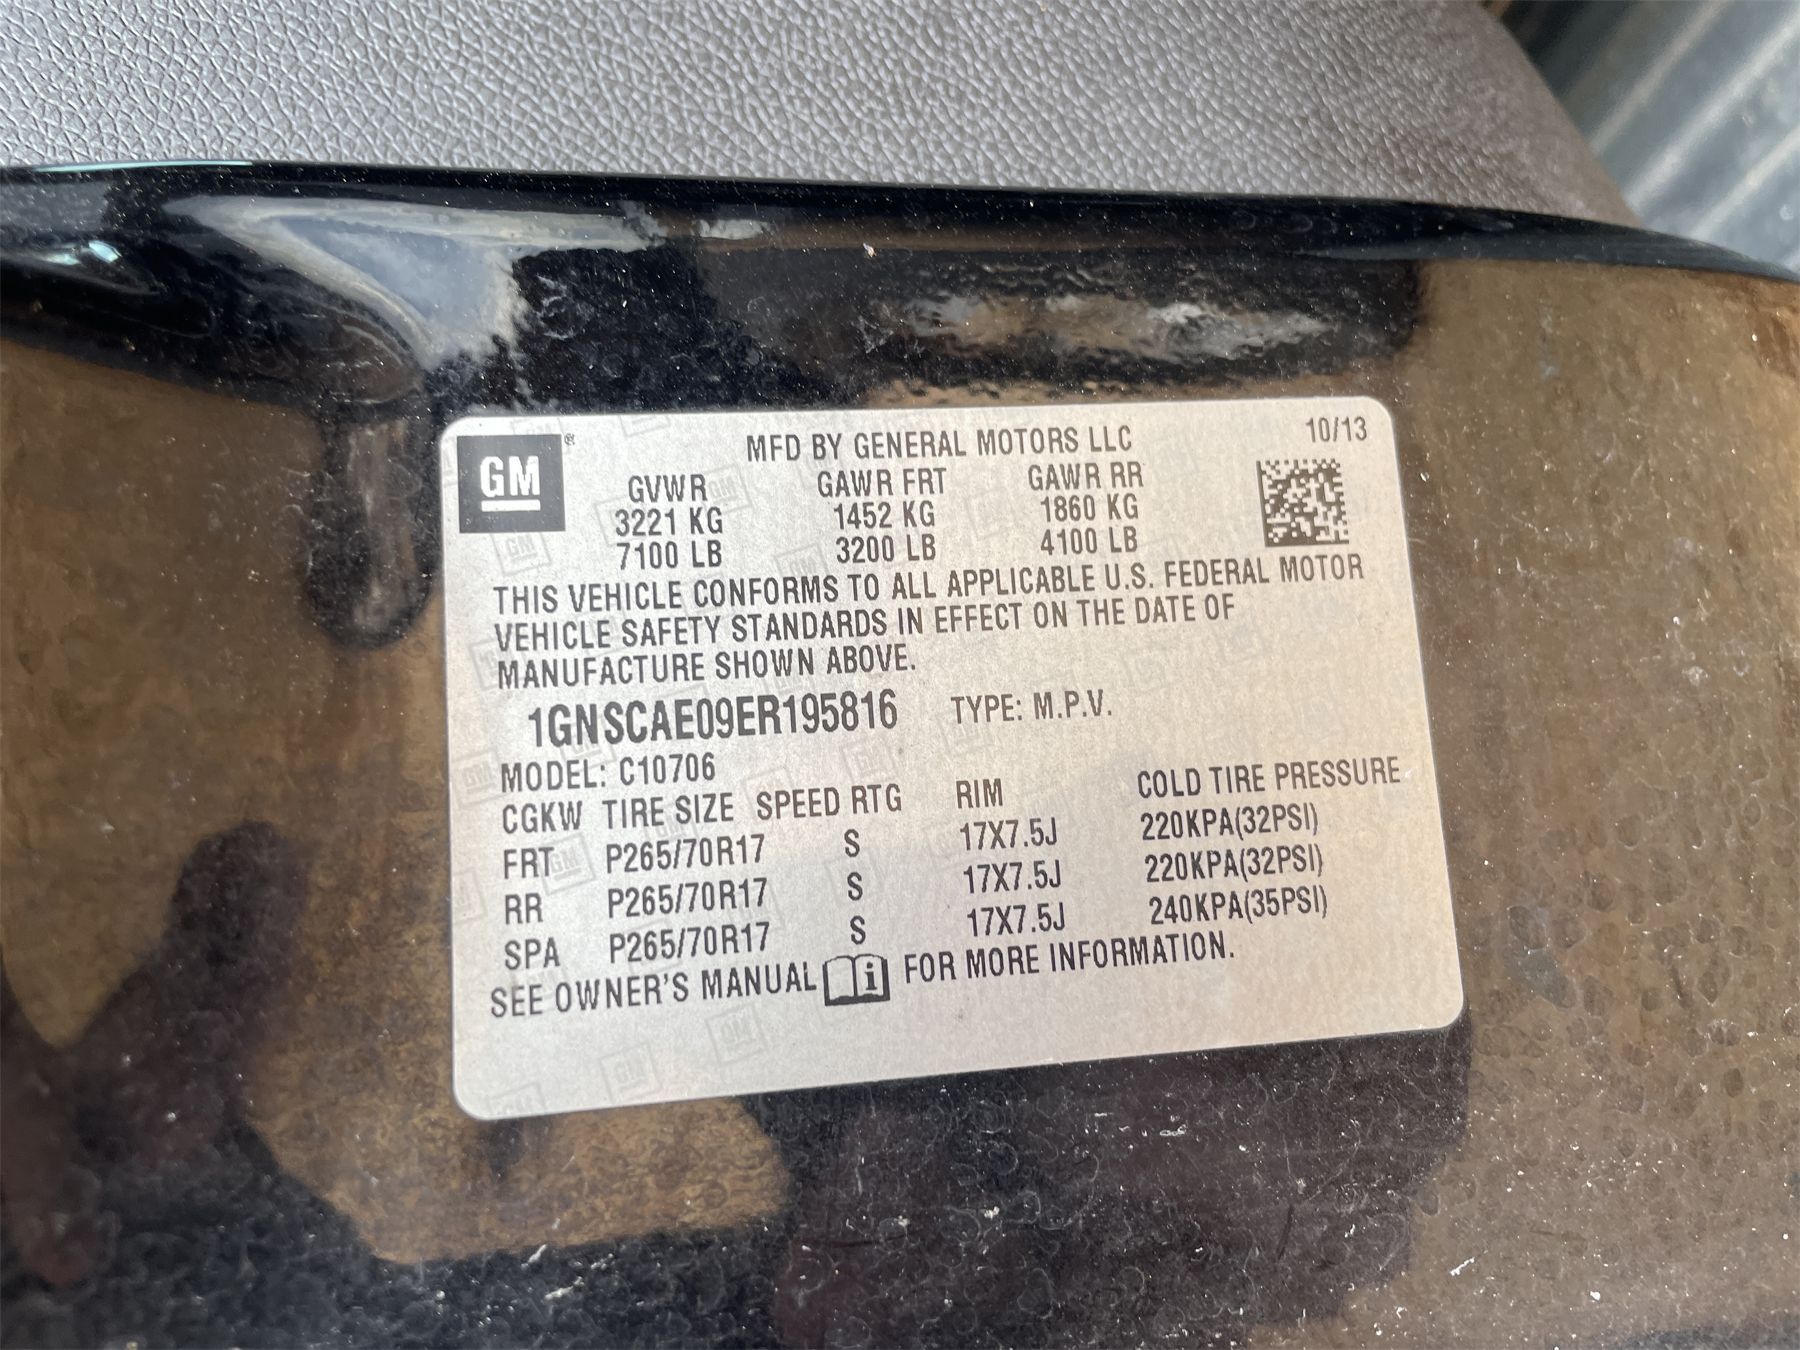 GM® MFD BY GENERAL MOTORS LLC 10/13
GVWR GAWR FRT GAWR RR
3221 KG 1452 KG 1860 KG
7100 LB 3200 LB 4100 LB
THIS VEHICLE CONFORMS TO ALL APPLICABLE U.S. FEDERAL MOTOR
VEHICLE SAFETY STANDARDS IN EFFECT ON THE DATE OF
MANUFACTURE SHOWN ABOVE.
1GNSCAE09ER195816 TYPE: M.P.V.
MODEL: C10706
CGKW TIRE SIZE SPEED RTG RIM COLD TIRE PRESSURE
FRT P265/70R17 S 17X7.5J 220KPA(32PSI)
RR P265/70R17 S 17X7.5J 220KPA(32PSI)
SPA P265/70R17 S 17X7.5J 240KPA(35PSI)
SEE OWNER'S MANUAL i FOR MORE INFORMATION.